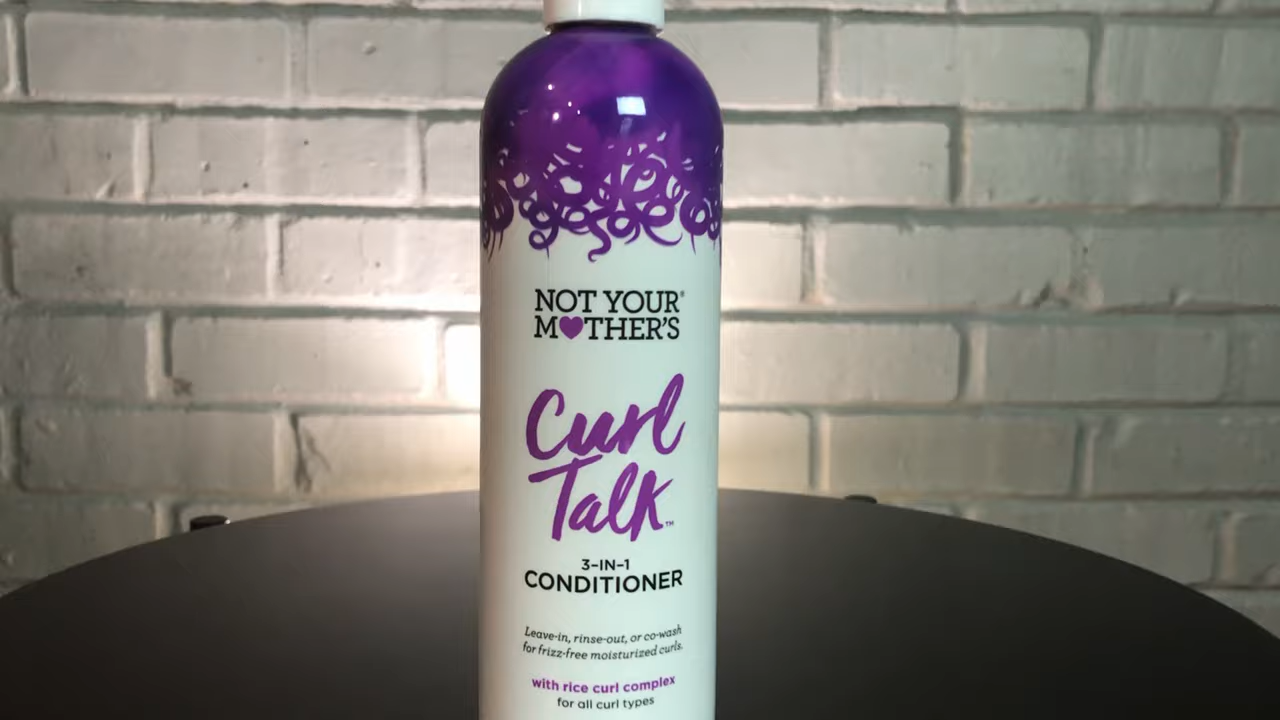 NOT YOUR®
MOTHER'S
Curl
Talk™
3-IN-1
CONDITIONER
Leave-in, rinse-out, or co-wash
for frizz-free moisturized curls.
with rice curl complex
for all curl types